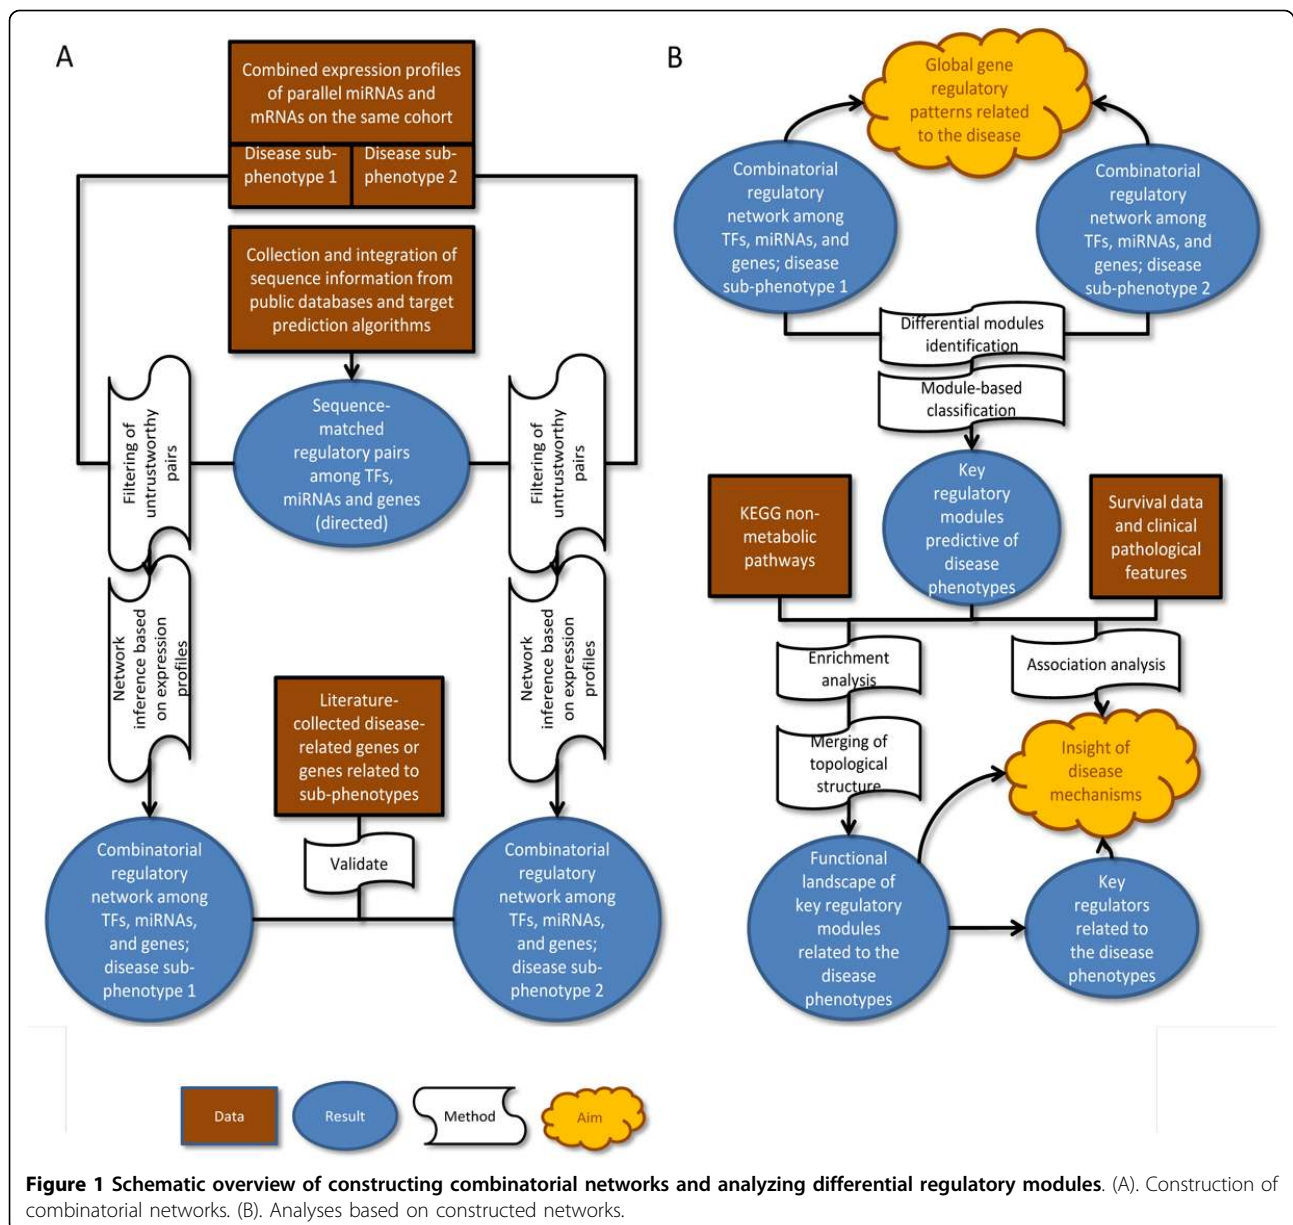 A
Combined expression profiles
of parallel miRNAs and
mRNAs on the same cohort
Disease sub-
phenotype 1
Disease sub-
phenotype 2
Collection and integration of
sequence information from
public databases and target
prediction algorithms
Filtering of
untrustworthy
pairs
Sequence-
matched
regulatory pairs
among TFs,
miRNAs and genes
(directed)
Filtering of
untrustworthy
pairs
Network
inference based
on expression
profiles
Literature-
collected disease-
related genes or
genes related to
sub-phenotypes
Network
inference based
on expression
profiles
Validate
Combinatorial
regulatory
network among
TFs, miRNAs,
and genes;
disease sub-
phenotype 1
Combinatorial
regulatory
network among
TFs, miRNAs,
and genes;
disease sub-
phenotype 2
B
Global gene
regulatory
patterns related
to the disease
Combinatorial
regulatory
network among
TFs, miRNAs, and
genes; disease
sub-phenotype 1
Combinatorial
regulatory
network among
TFs, miRNAs, and
genes; disease
sub-phenotype 2
Differential modules
identification
Module-based
classification
KEGG non-
metabolic
pathways
Key
regulatory
modules
predictive of
disease
phenotypes
Survival data
and clinical
pathological
features
Enrichment
analysis
Association analysis
Merging of
topological
structure
Insight of
disease
mechanisms
Functional
landscape of
key regulatory
modules
related to the
disease
phenotypes
Key
regulators
related to
the disease
phenotypes
Data
Result
Method
Aim
Figure 1 Schematic overview of constructing combinatorial networks and analyzing differential regulatory modules. (A). Construction of
combinatorial networks. (B). Analyses based on constructed networks.